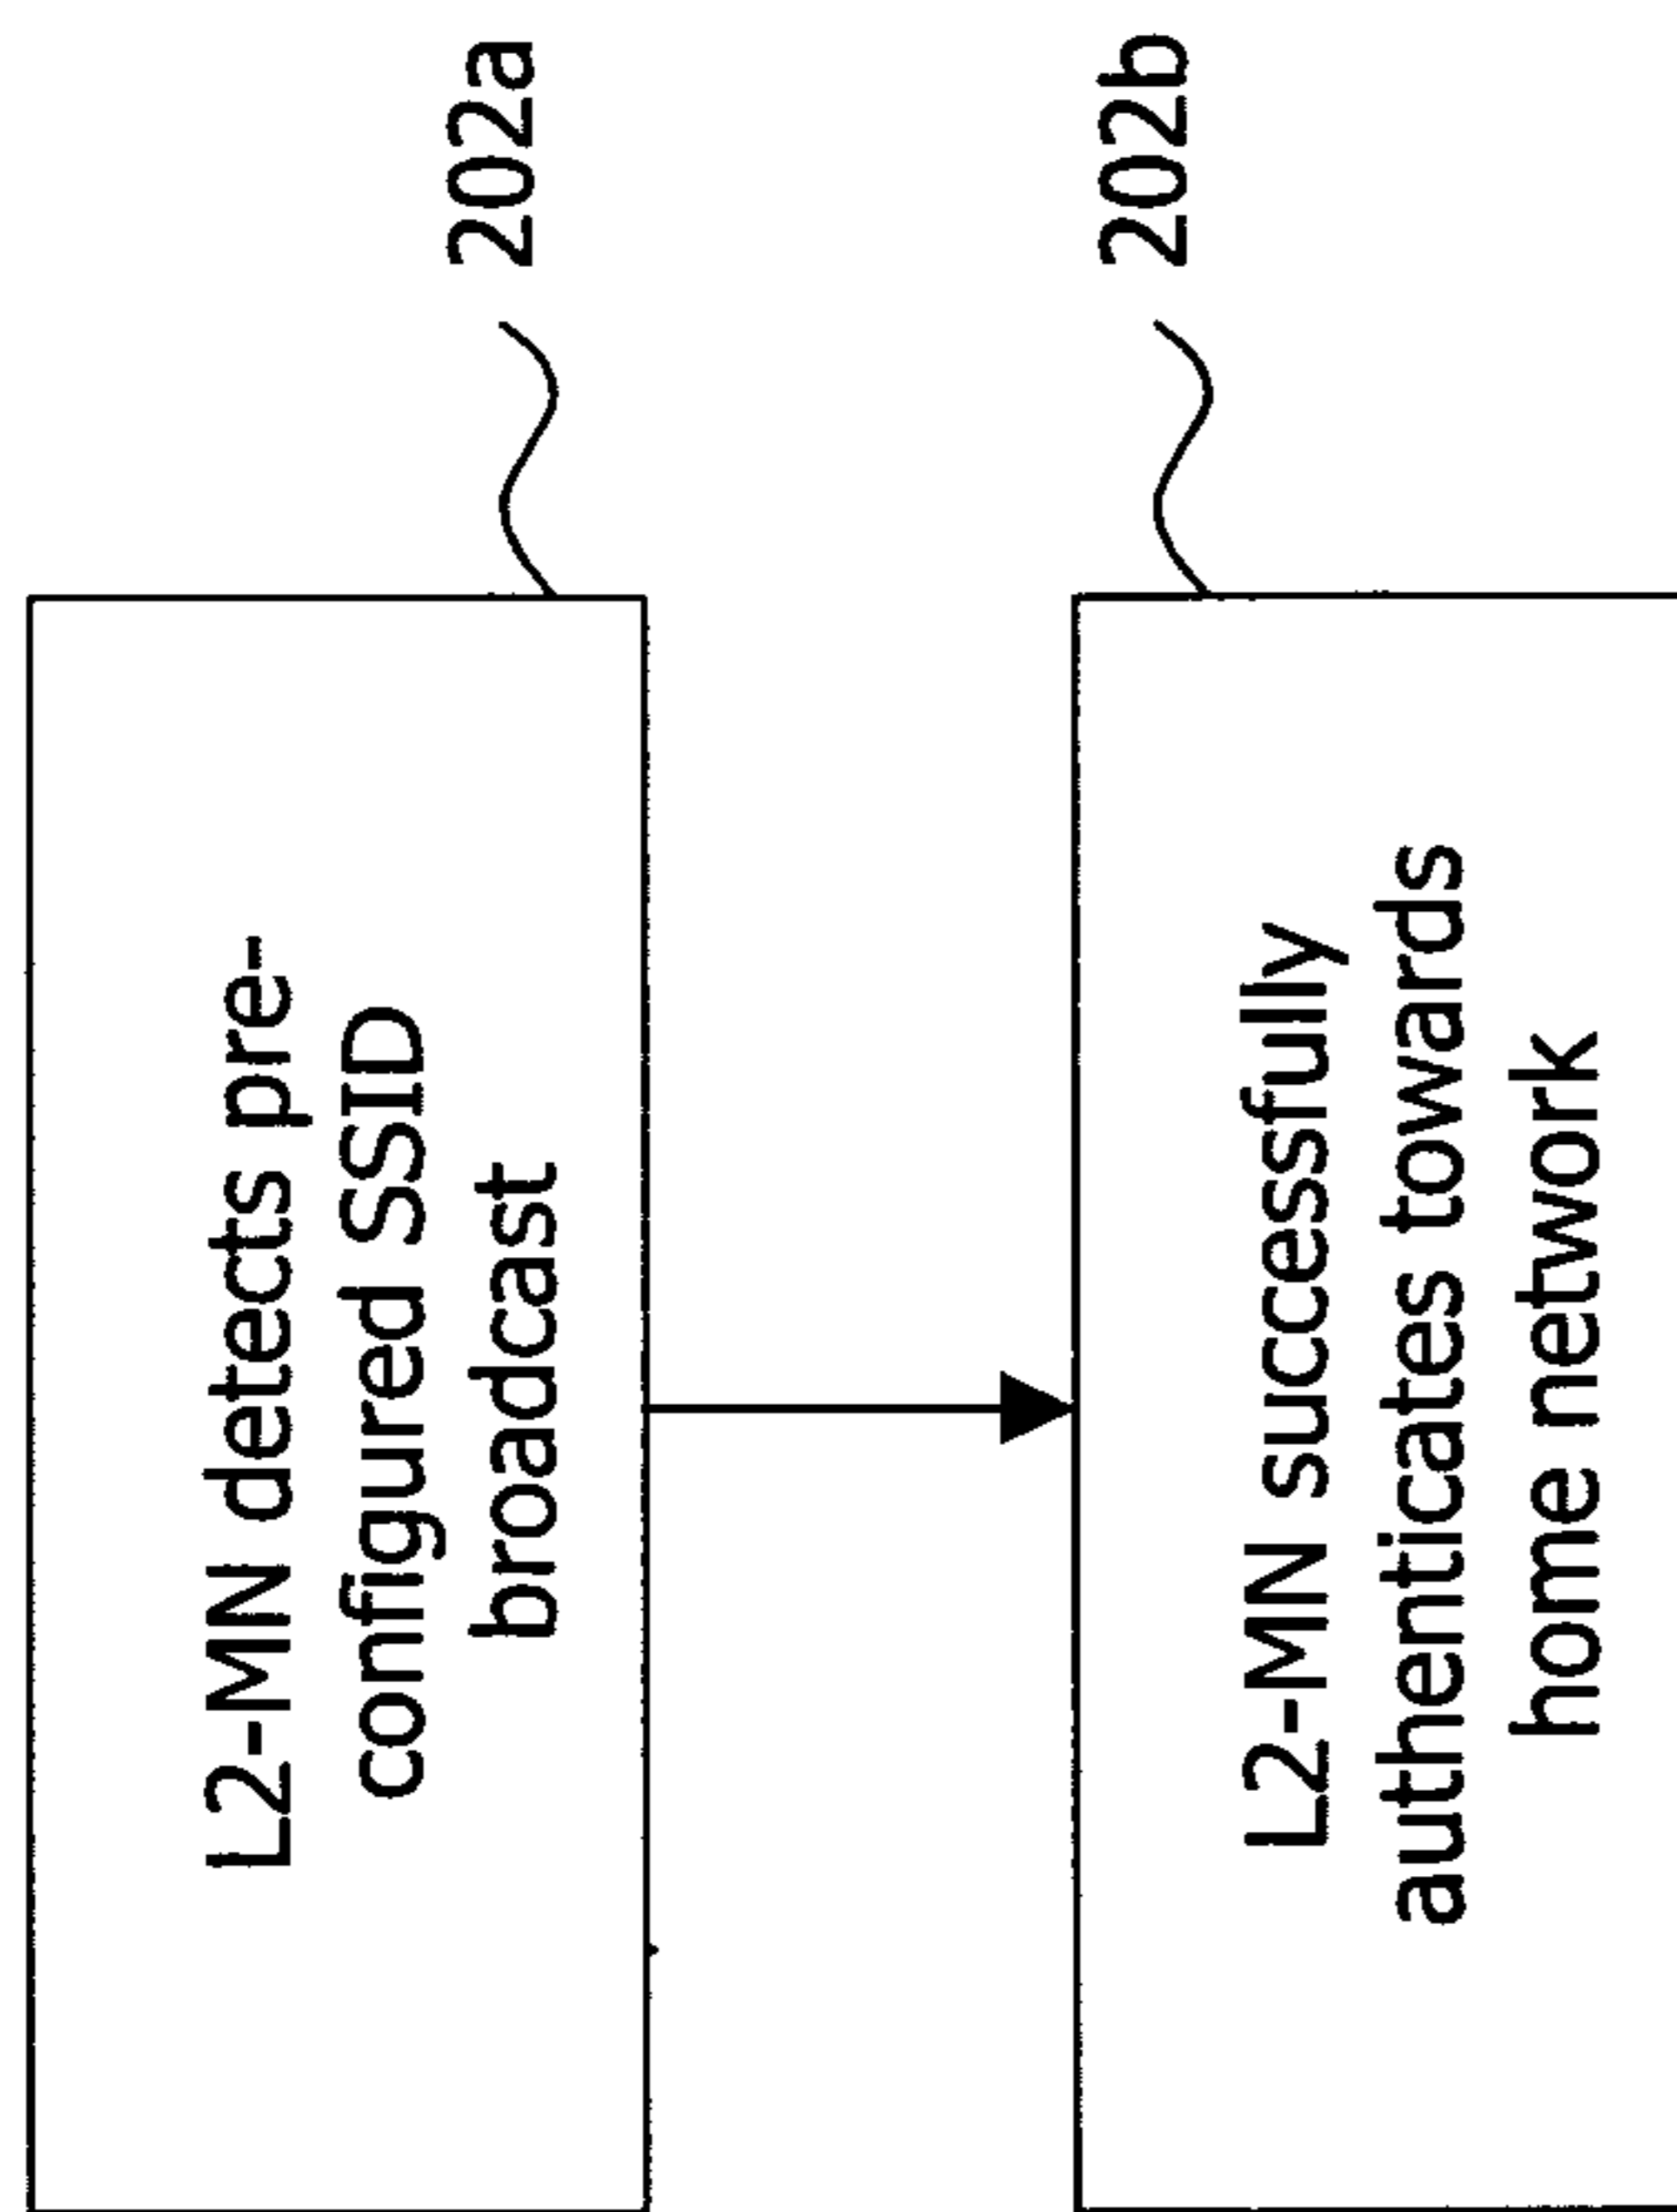 L2-MN detects pre-
configured SSID
broadcast
202a
L2-MN successfully
authenticates towards
home network
202b